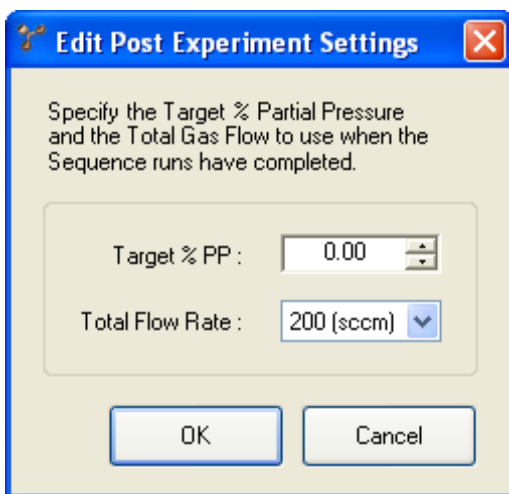 Edit Post Experiment Settings
Specify the Target % Partial Pressure
and the Total Gas Flow to use when the
Sequence runs have completed.
Target % PP : 0.00
Total Flow Rate : 200 (sccm)
OK Cancel